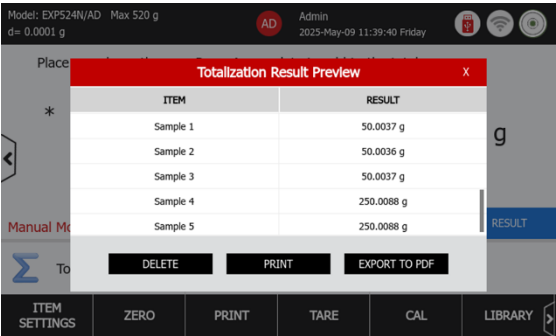 Model: EXP524N/AD Max 520 g
d= 0.0001 g
AD
Admin
2025-May-09 11:39:40 Friday
Place
Totalization Result Preview
X
ITEM RESULT
Sample 1 50.0037 g
Sample 2 50.0036 g
Sample 3 50.0037 g
Sample 4 250.0088 g
Sample 5 250.0088 g
*
g
Manual Mo
RESULT
Σ To
DELETE PRINT EXPORT TO PDF
ITEM SETTINGS ZERO PRINT TARE CAL LIBRARY